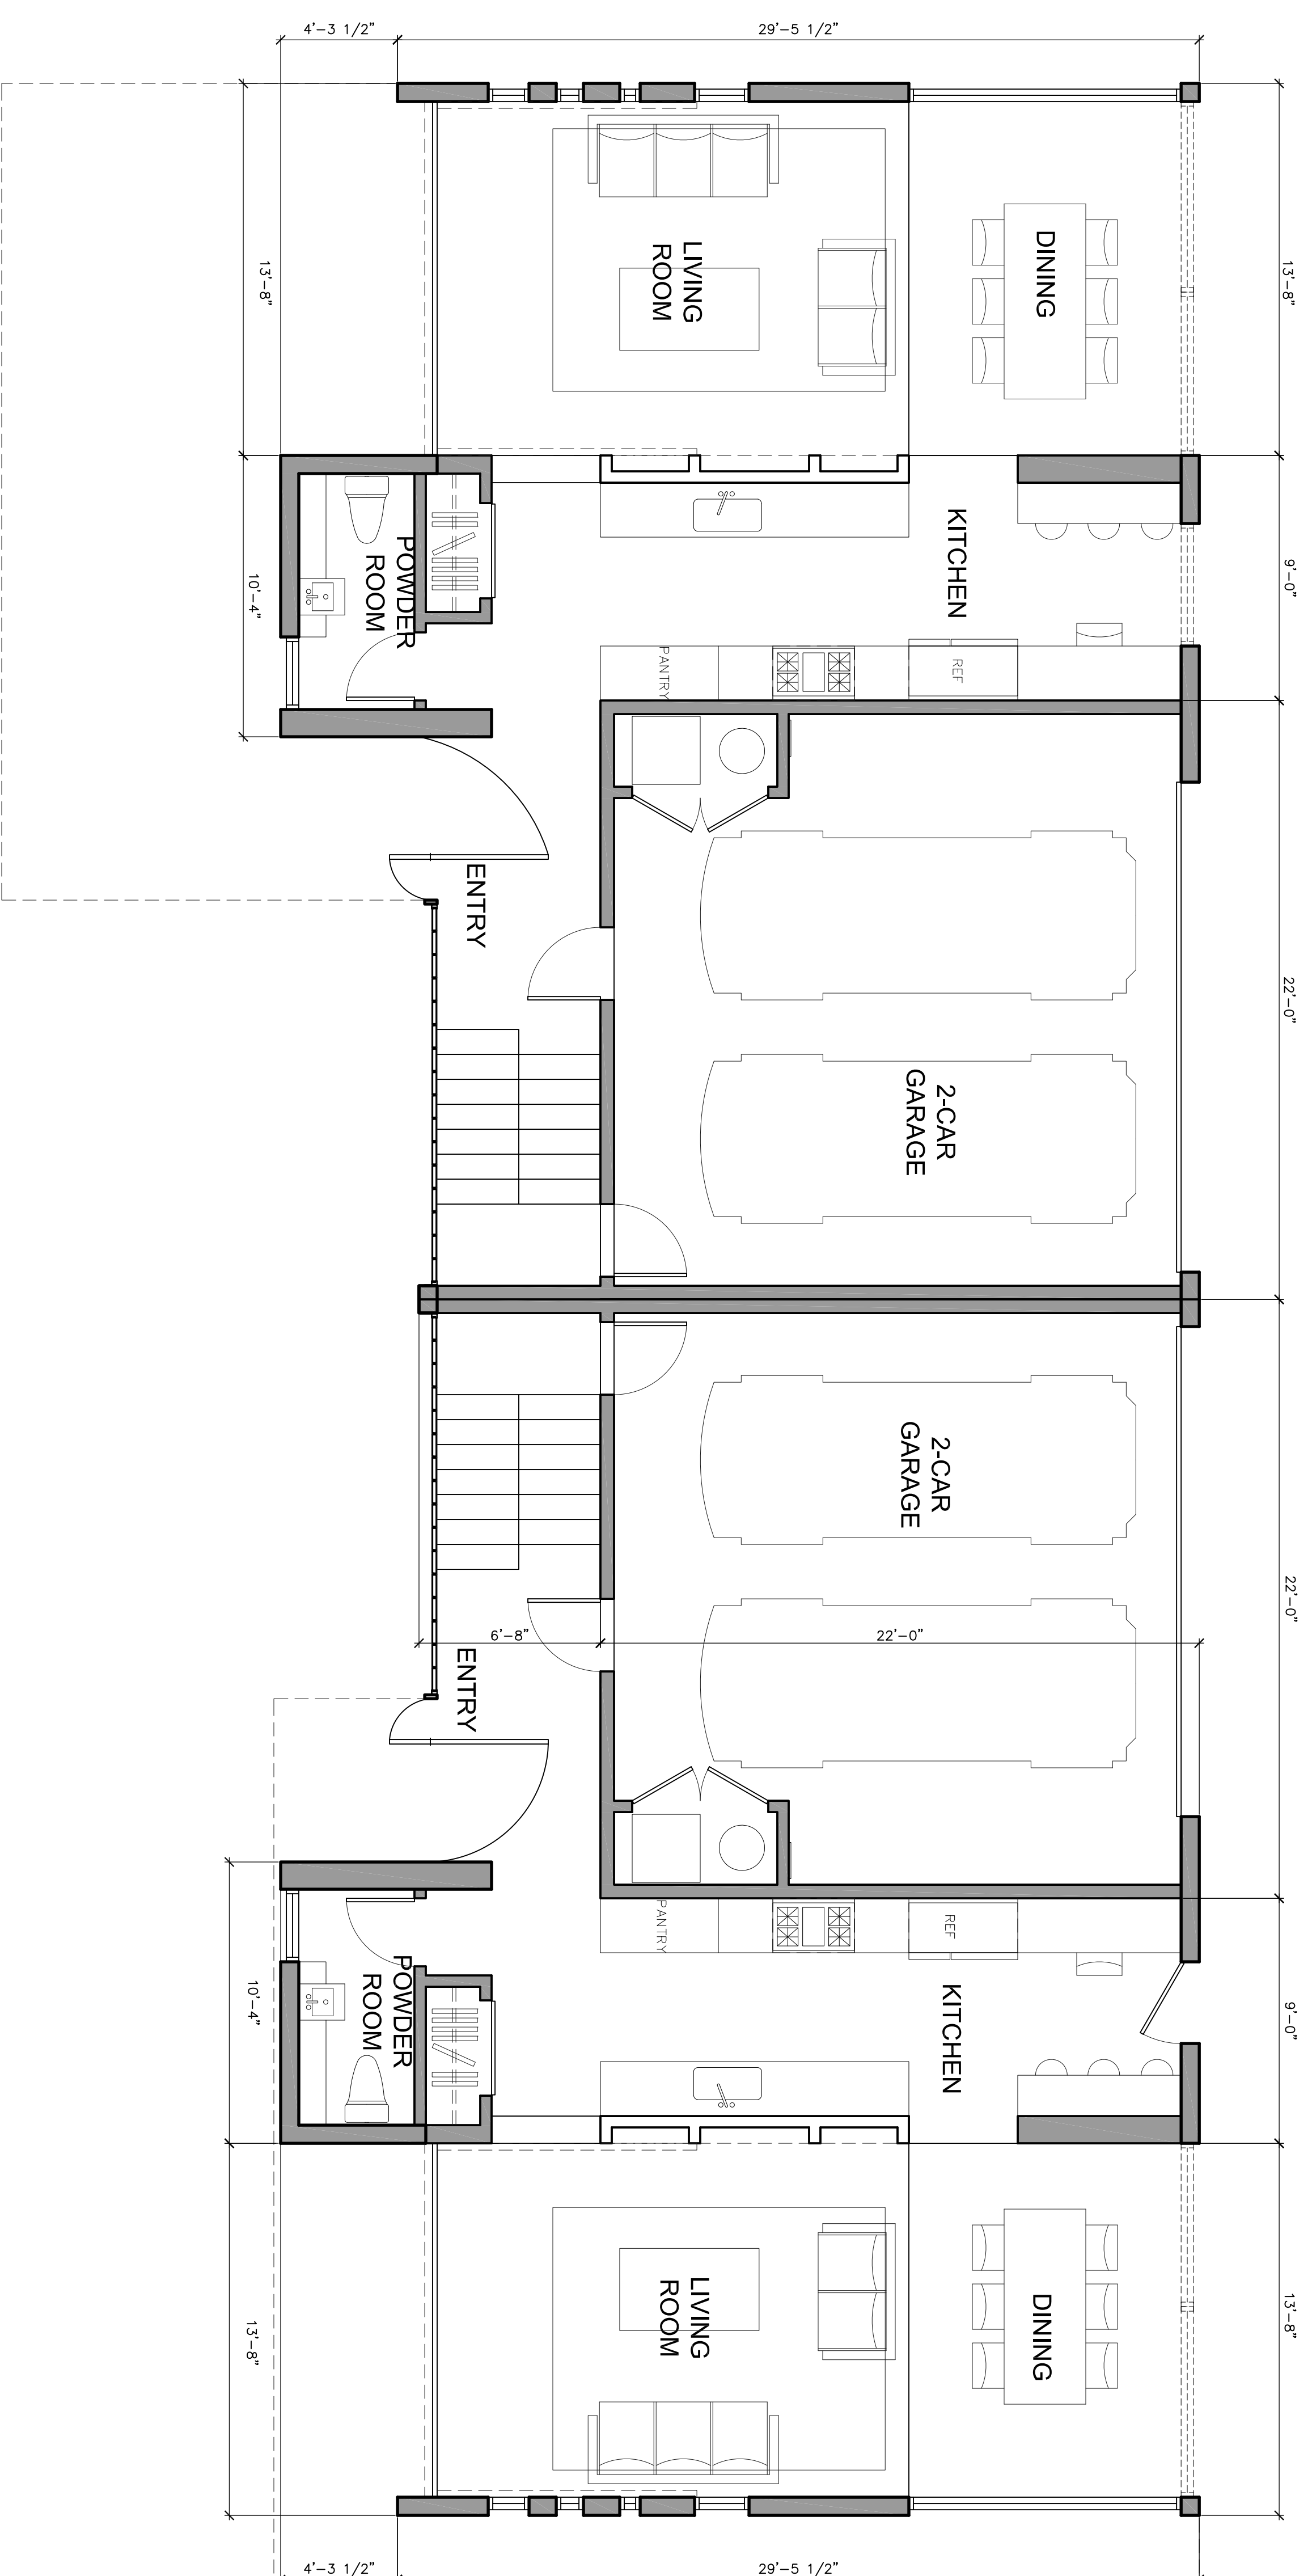 4'-3 1/2"
29'-5 1/2"
13'-8"
13'-8"
LIVING
ROOM
DINING
10'-4"
9'-0"
POWDER
ROOM
KITCHEN
PANTRY
REF
ENTRY
22'-0"
2-CAR
GARAGE
2-CAR
GARAGE
22'-0"
6'-8"
22'-0"
ENTRY
PANTRY
REF
10'-4"
9'-0"
POWDER
ROOM
KITCHEN
13'-8"
13'-8"
LIVING
ROOM
DINING
4'-3 1/2"
29'-5 1/2"